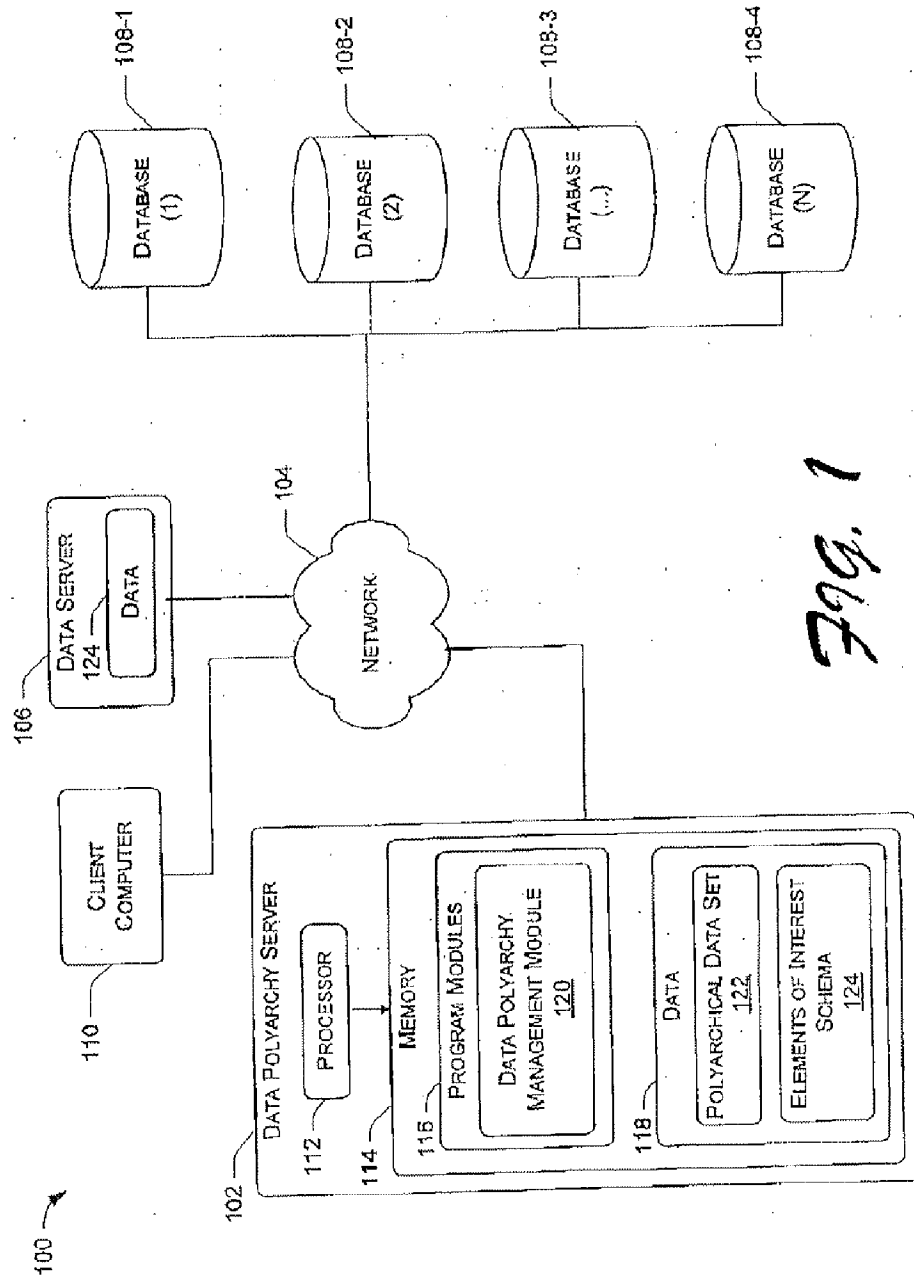 100
110
CLIENT
COMPUTER
106
DATA SERVER
124
DATA
104
NETWORK
108-1
DATABASE
(1)
108-2
DATABASE
(2)
108-3
DATABASE
(...)
108-4
DATABASE
(N)
102
DATA POLYARCHY SERVER
PROCESSOR
112
114
MEMORY
116
PROGRAM MODULES
DATA POLYARCHY
MANAGEMENT MODULE
120
118
DATA
POLYARCHICAL DATA SET
122
ELEMENTS OF INTEREST
SCHEMA
124
Fig. 1